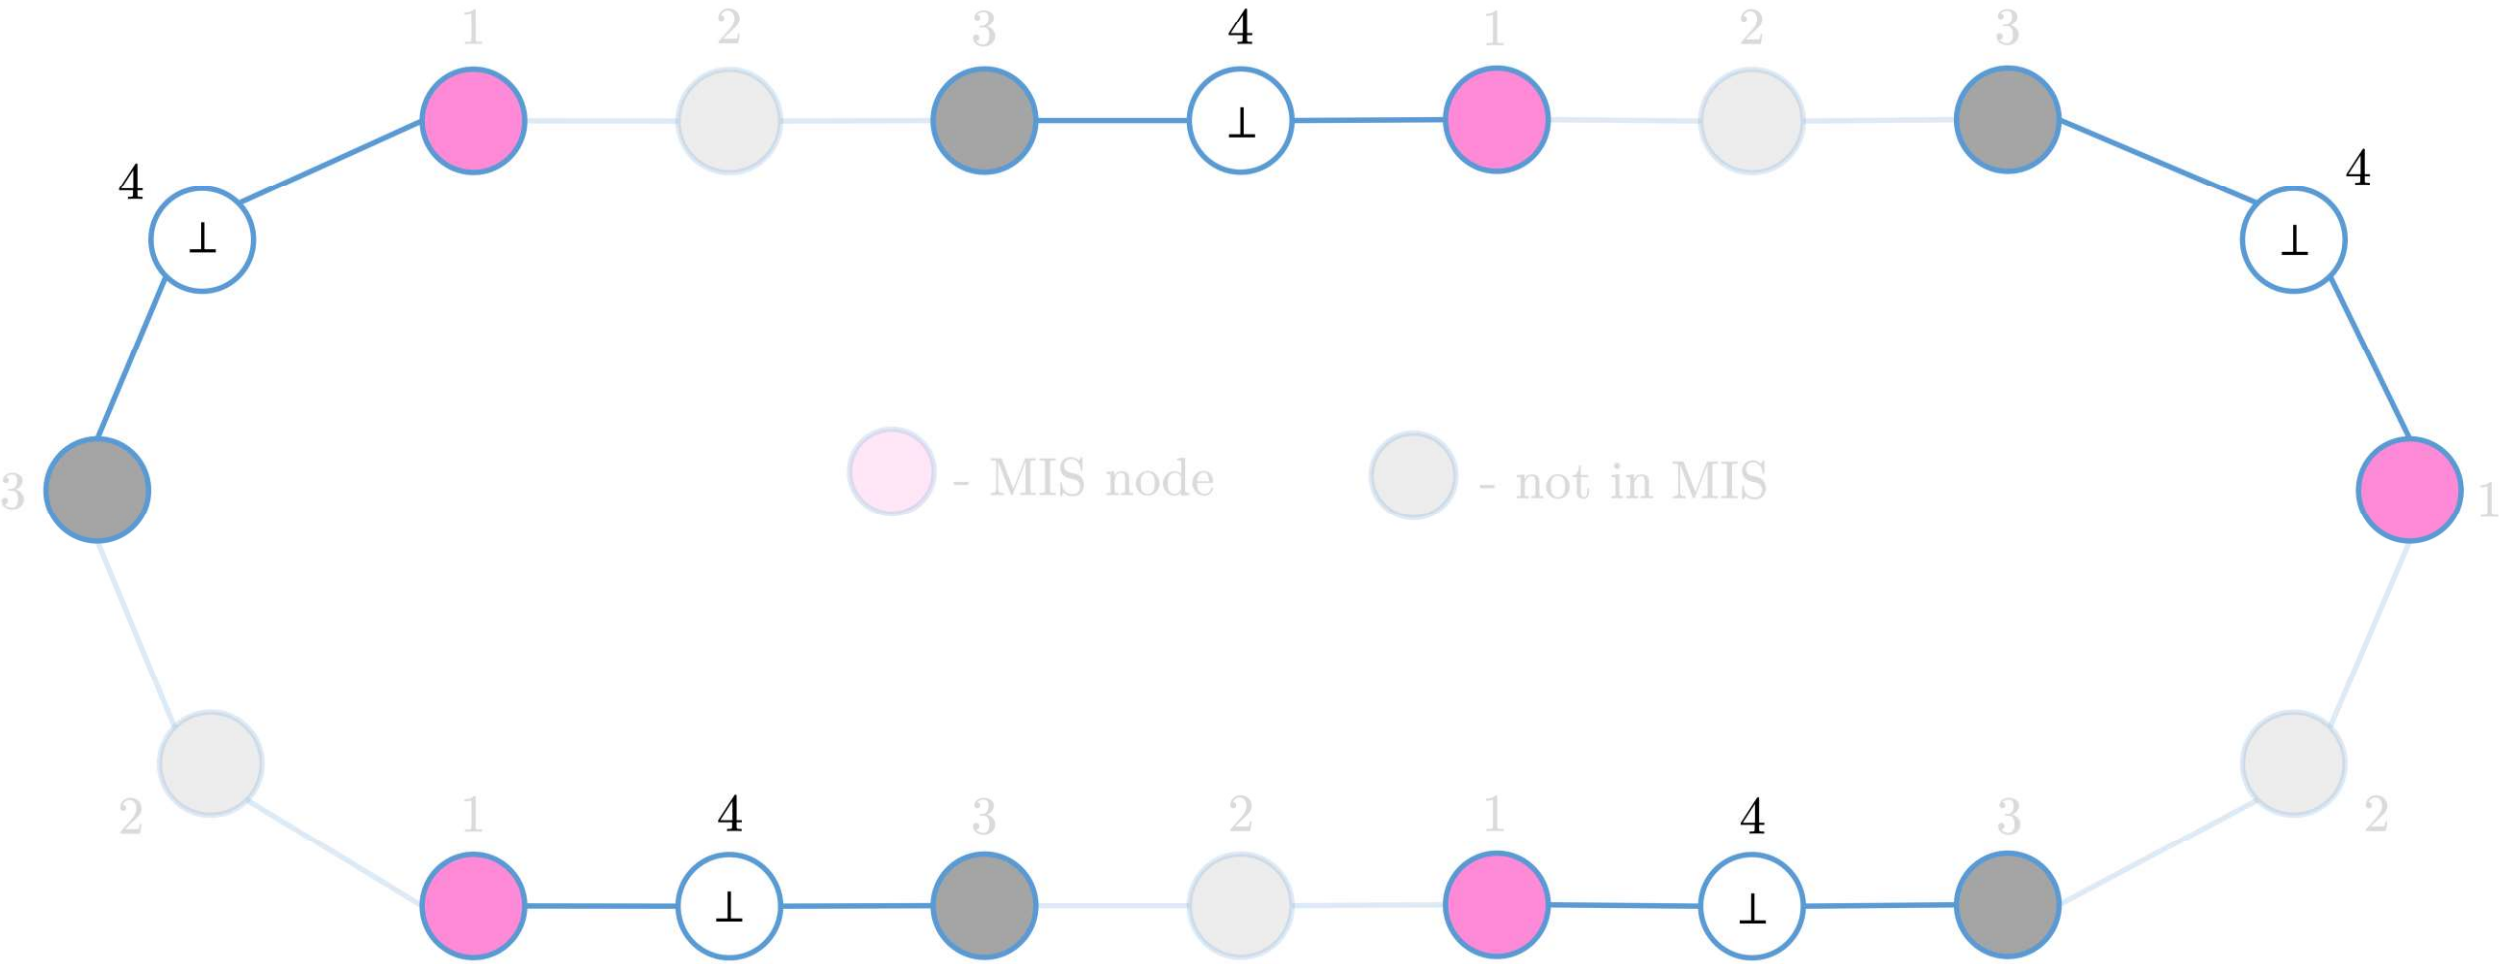 1 2 3 4 1 2 3
4 4
⊥ ⊥ ⊥
- MIS node - not in MIS
3 1
2 1 4 3 2 1 4 3 2
⊥ ⊥